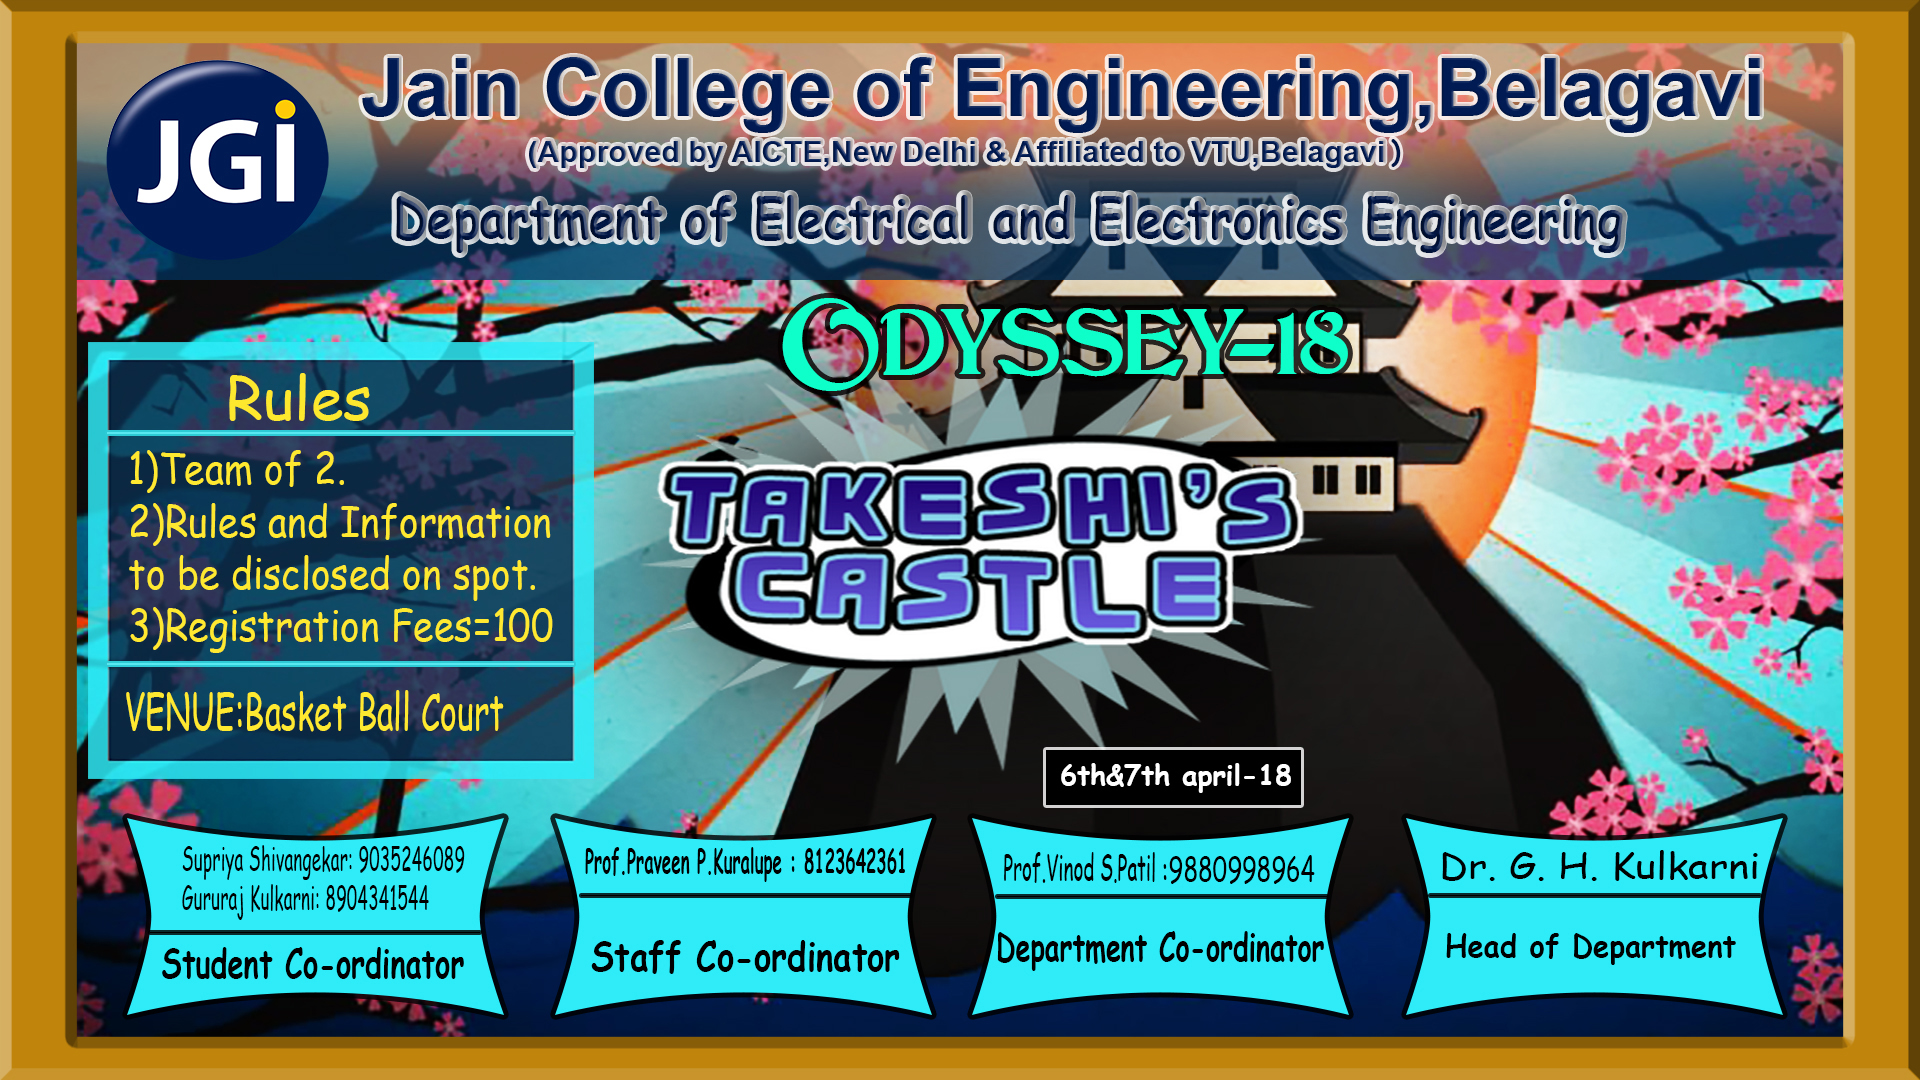 JGi
Jain College of Engineering,Belagavi
(Approved by AICTE,New Delhi & Affiliated to VTU,Belagavi)
Department of Electrical and Electronics Engineering
ODYSSEY-18
Rules
1)Team of 2.
2)Rules and Information
to be disclosed on spot.
3)Registration Fees=100
VENUE:Basket Ball Court
TAKESHI'S
CASTLE
6th&7th april-18
Supriya Shivangekar: 9035246089
Gururaj Kulkarni: 8904341544
Student Co-ordinator
Prof.Praveen P.Kuralupe : 8123642361
Staff Co-ordinator
Prof.Vinod S.Patil :9880998964
Department Co-ordinator
Dr. G. H. Kulkarni
Head of Department